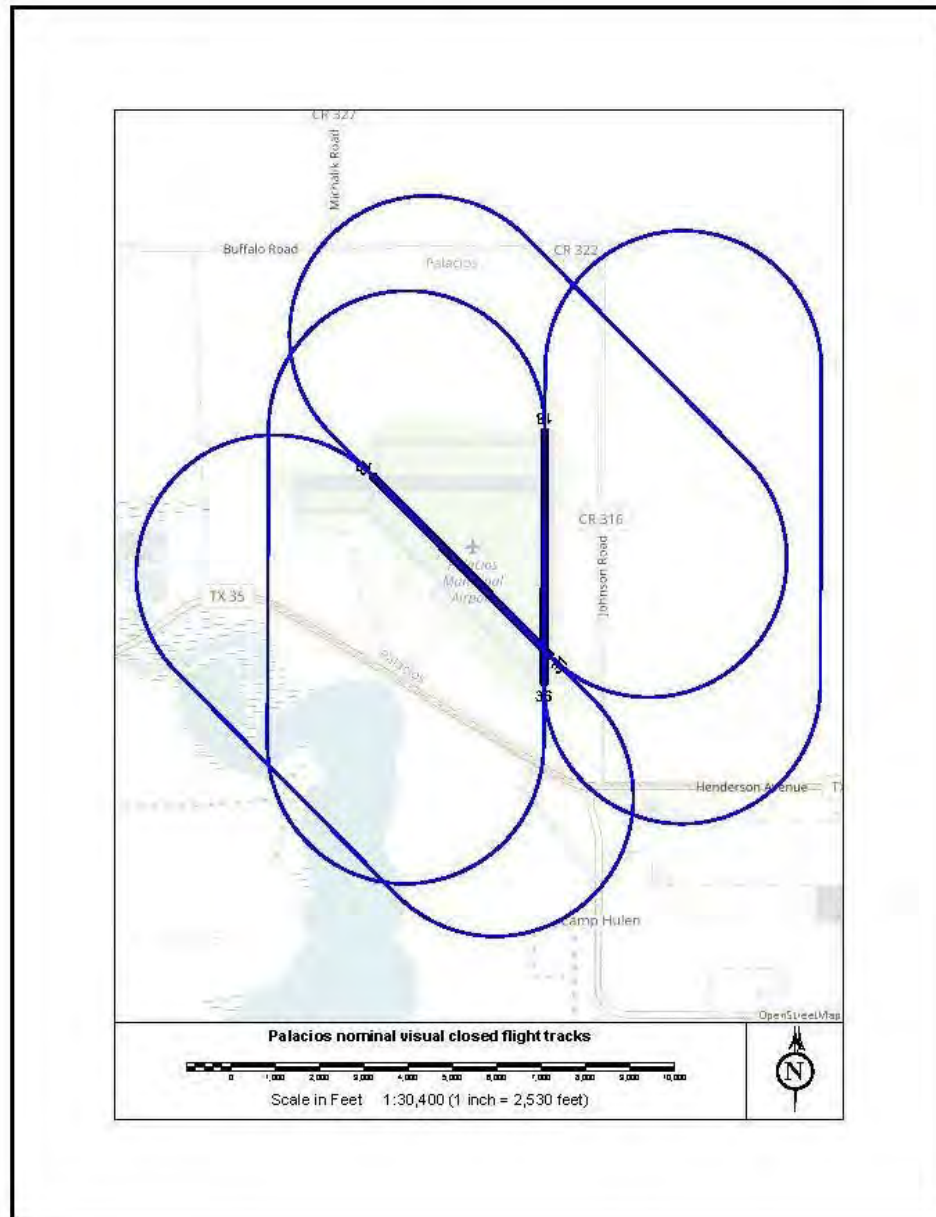 CR 327
Michalik Road
Buffalo Road
CR 322
Palacios
18
CR 316
Palacios
Municipal
Airport
Johnson Road
TX 35
Palacios
36
Henderson Avenue
Camp Hulen
OpenStreetMap
Palacios nominal visual closed flight tracks
0 1,000 2,000 3,000 4,000 5,000 6,000 7,000 8,000 9,000 10,000
Scale in Feet 1:30,400 (1 inch = 2,530 feet)
N